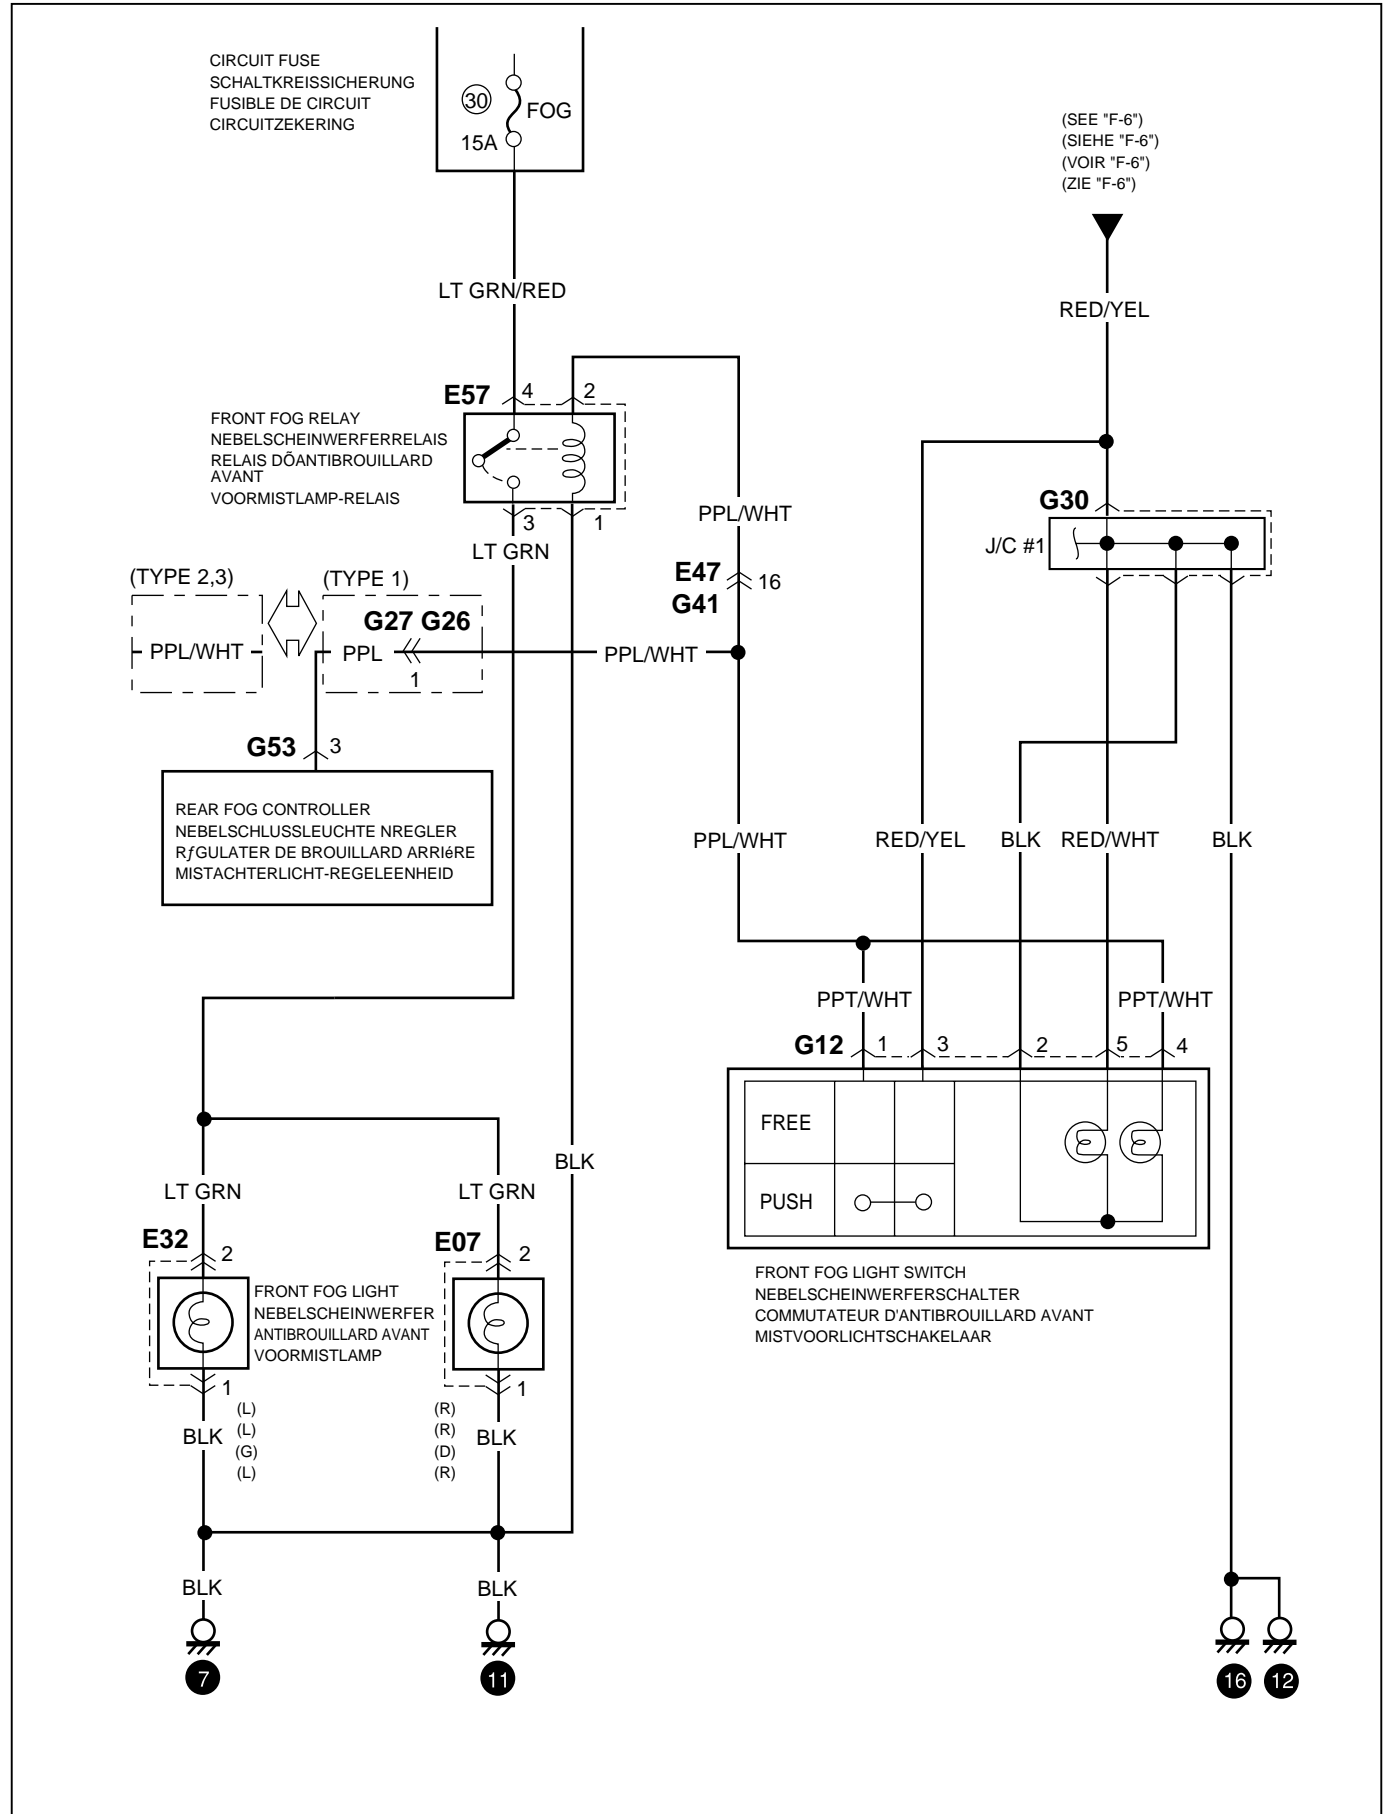 CIRCUIT FUSE
SCHALTKREISSICHERUNG
FUSIBLE DE CIRCUIT
CIRCUITZEKERING
30
FOG
15A
(SEE "F-6")
(SIEHE "F-6")
(VOIR "F-6")
(ZIE "F-6")
LT GRN/RED
RED/YEL
E57 4 2
FRONT FOG RELAY
NEBELSCHEINWERFERRELAIS
RELAIS DÕANTIBROUILLARD
AVANT
VOORMISTLAMP-RELAIS
3 1
LT GRN
PPL/WHT
G30
J/C #1
E47
G41
16
(TYPE 2,3)
(TYPE 1)
G27 G26
PPL/WHT
PPL
1
PPL/WHT
G53 3
REAR FOG CONTROLLER
NEBELSCHLUSSLEUCHTE NREGLER
RƒGULATER DE BROUILLARD ARRIéRE
MISTACHTERLICHT-REGELEENHEID
PPL/WHT
RED/YEL
BLK
RED/WHT
BLK
PPT/WHT
PPT/WHT
G12 1 3 2 5 4
FREE
PUSH
FRONT FOG LIGHT SWITCH
NEBELSCHEINWERFERSCHALTER
COMMUTATEUR D'ANTIBROUILLARD AVANT
MISTVOORLICHTSCHAKELAAR
BLK
LT GRN
LT GRN
E32 2
E07 2
FRONT FOG LIGHT
NEBELSCHEINWERFER
ANTIBROUILLARD AVANT
VOORMISTLAMP
1
(L)
(L)
(G)
(L)
BLK
1
(R)
(R)
(D)
(R)
BLK
BLK
BLK
7
11
16
12